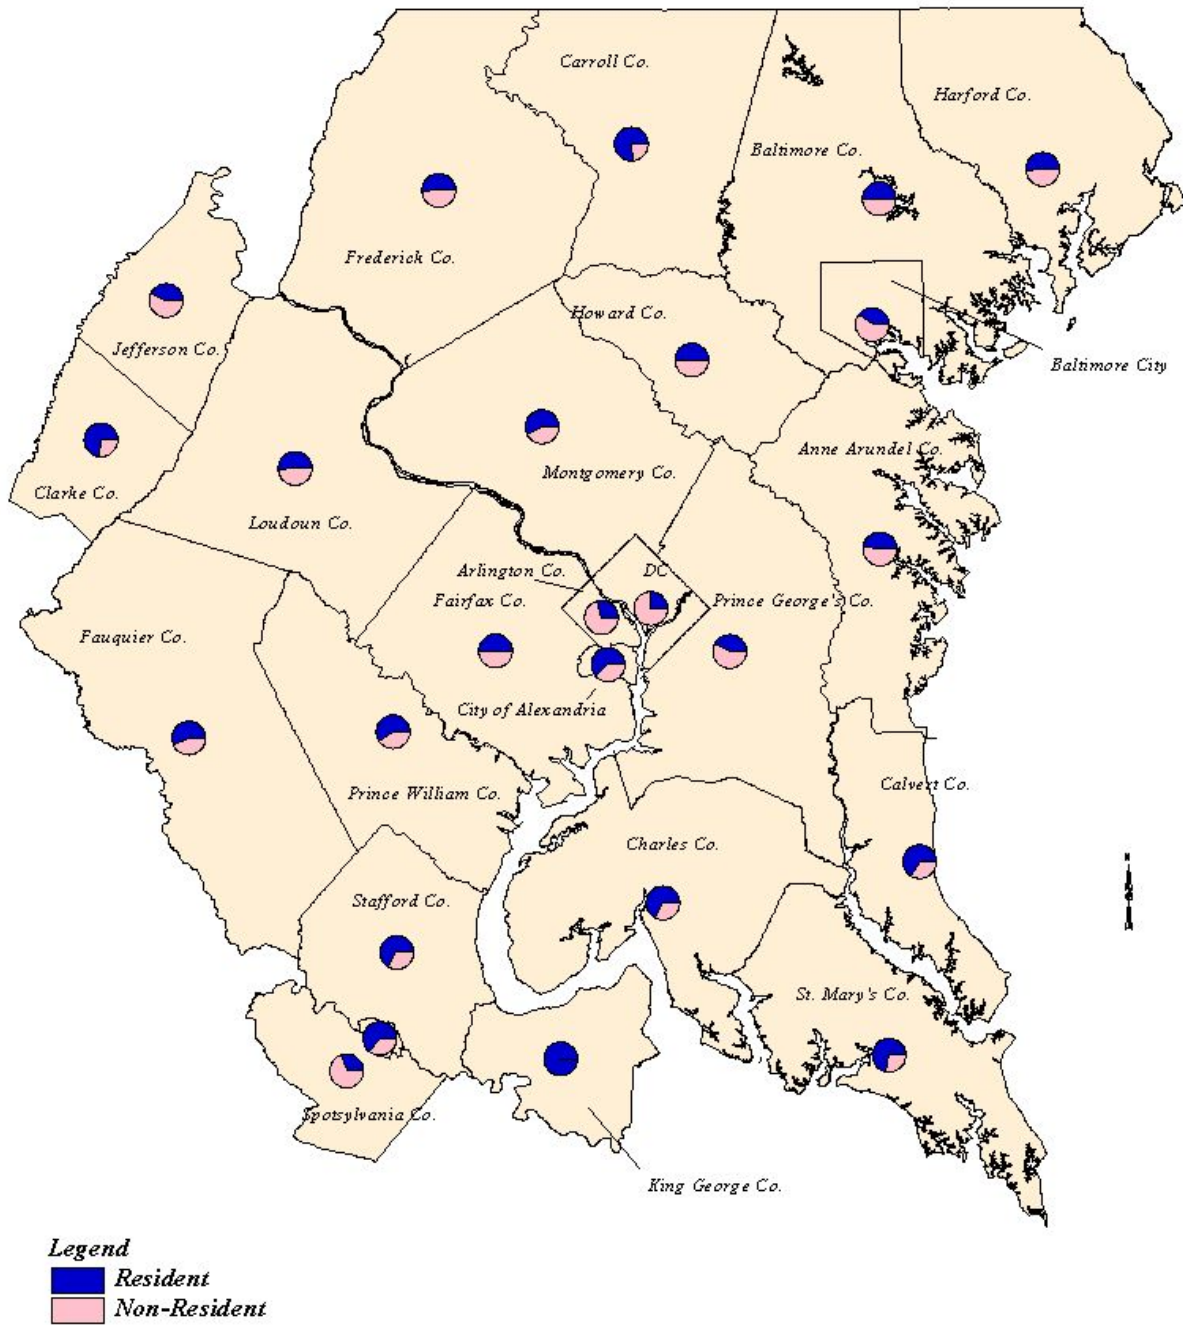 Carroll Co.
Harford Co.
Baltimore Co.
Frederick Co.
Howard Co.
Jefferson Co.
Baltimore City
Anne Arundel Co.
Montgomery Co.
Clarke Co.
Loudoun Co.
Arlington Co.
DC
Fairfax Co.
Prince George's Co.
Fauquier Co.
City of Alexandria
Calvert Co.
Prince William Co.
Charles Co.
Stafford Co.
St. Mary's Co.
Spotsylvania Co.
King George Co.
Legend
Resident
Non-Resident